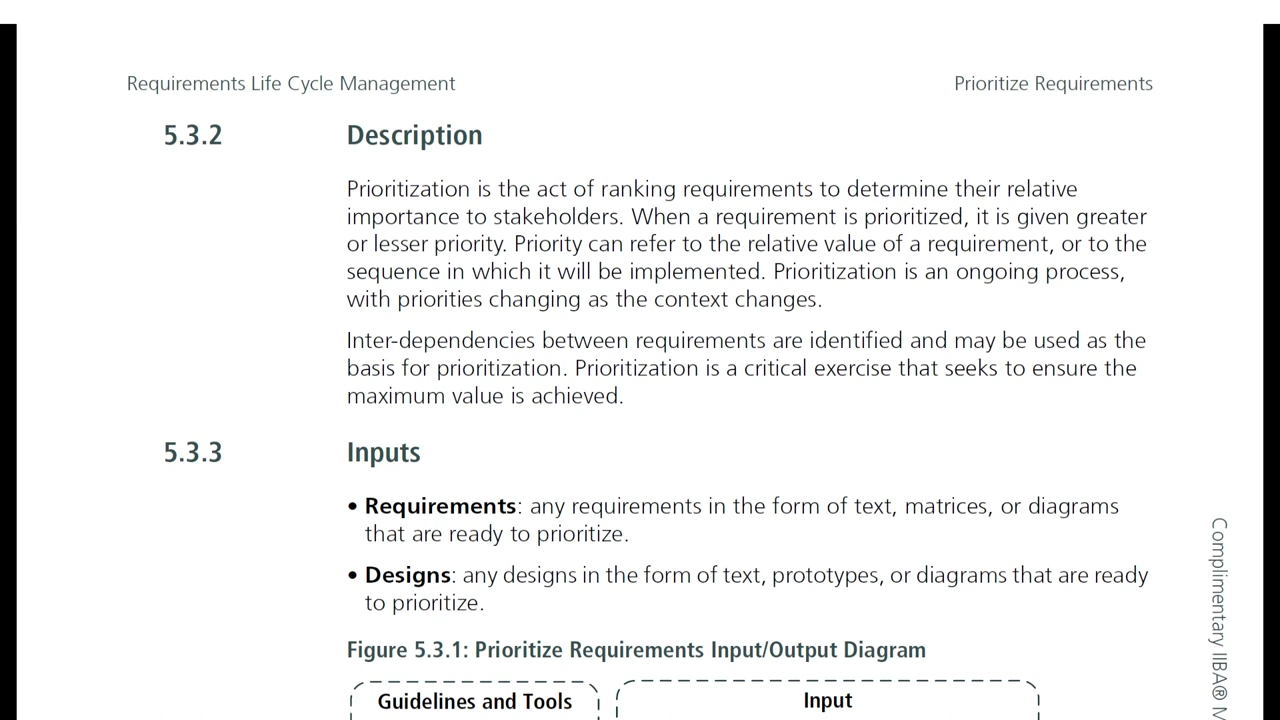 Requirements Life Cycle Management
Prioritize Requirements
5.3.2 Description
Prioritization is the act of ranking requirements to determine their relative
importance to stakeholders. When a requirement is prioritized, it is given greater
or lesser priority. Priority can refer to the relative value of a requirement, or to the
sequence in which it will be implemented. Prioritization is an ongoing process,
with priorities changing as the context changes.
Inter-dependencies between requirements are identified and may be used as the
basis for prioritization. Prioritization is a critical exercise that seeks to ensure the
maximum value is achieved.
5.3.3 Inputs
• Requirements: any requirements in the form of text, matrices, or diagrams
that are ready to prioritize.
• Designs: any designs in the form of text, prototypes, or diagrams that are ready
to prioritize.
Figure 5.3.1: Prioritize Requirements Input/Output Diagram
Guidelines and Tools
Input
Complimentary IIBA®